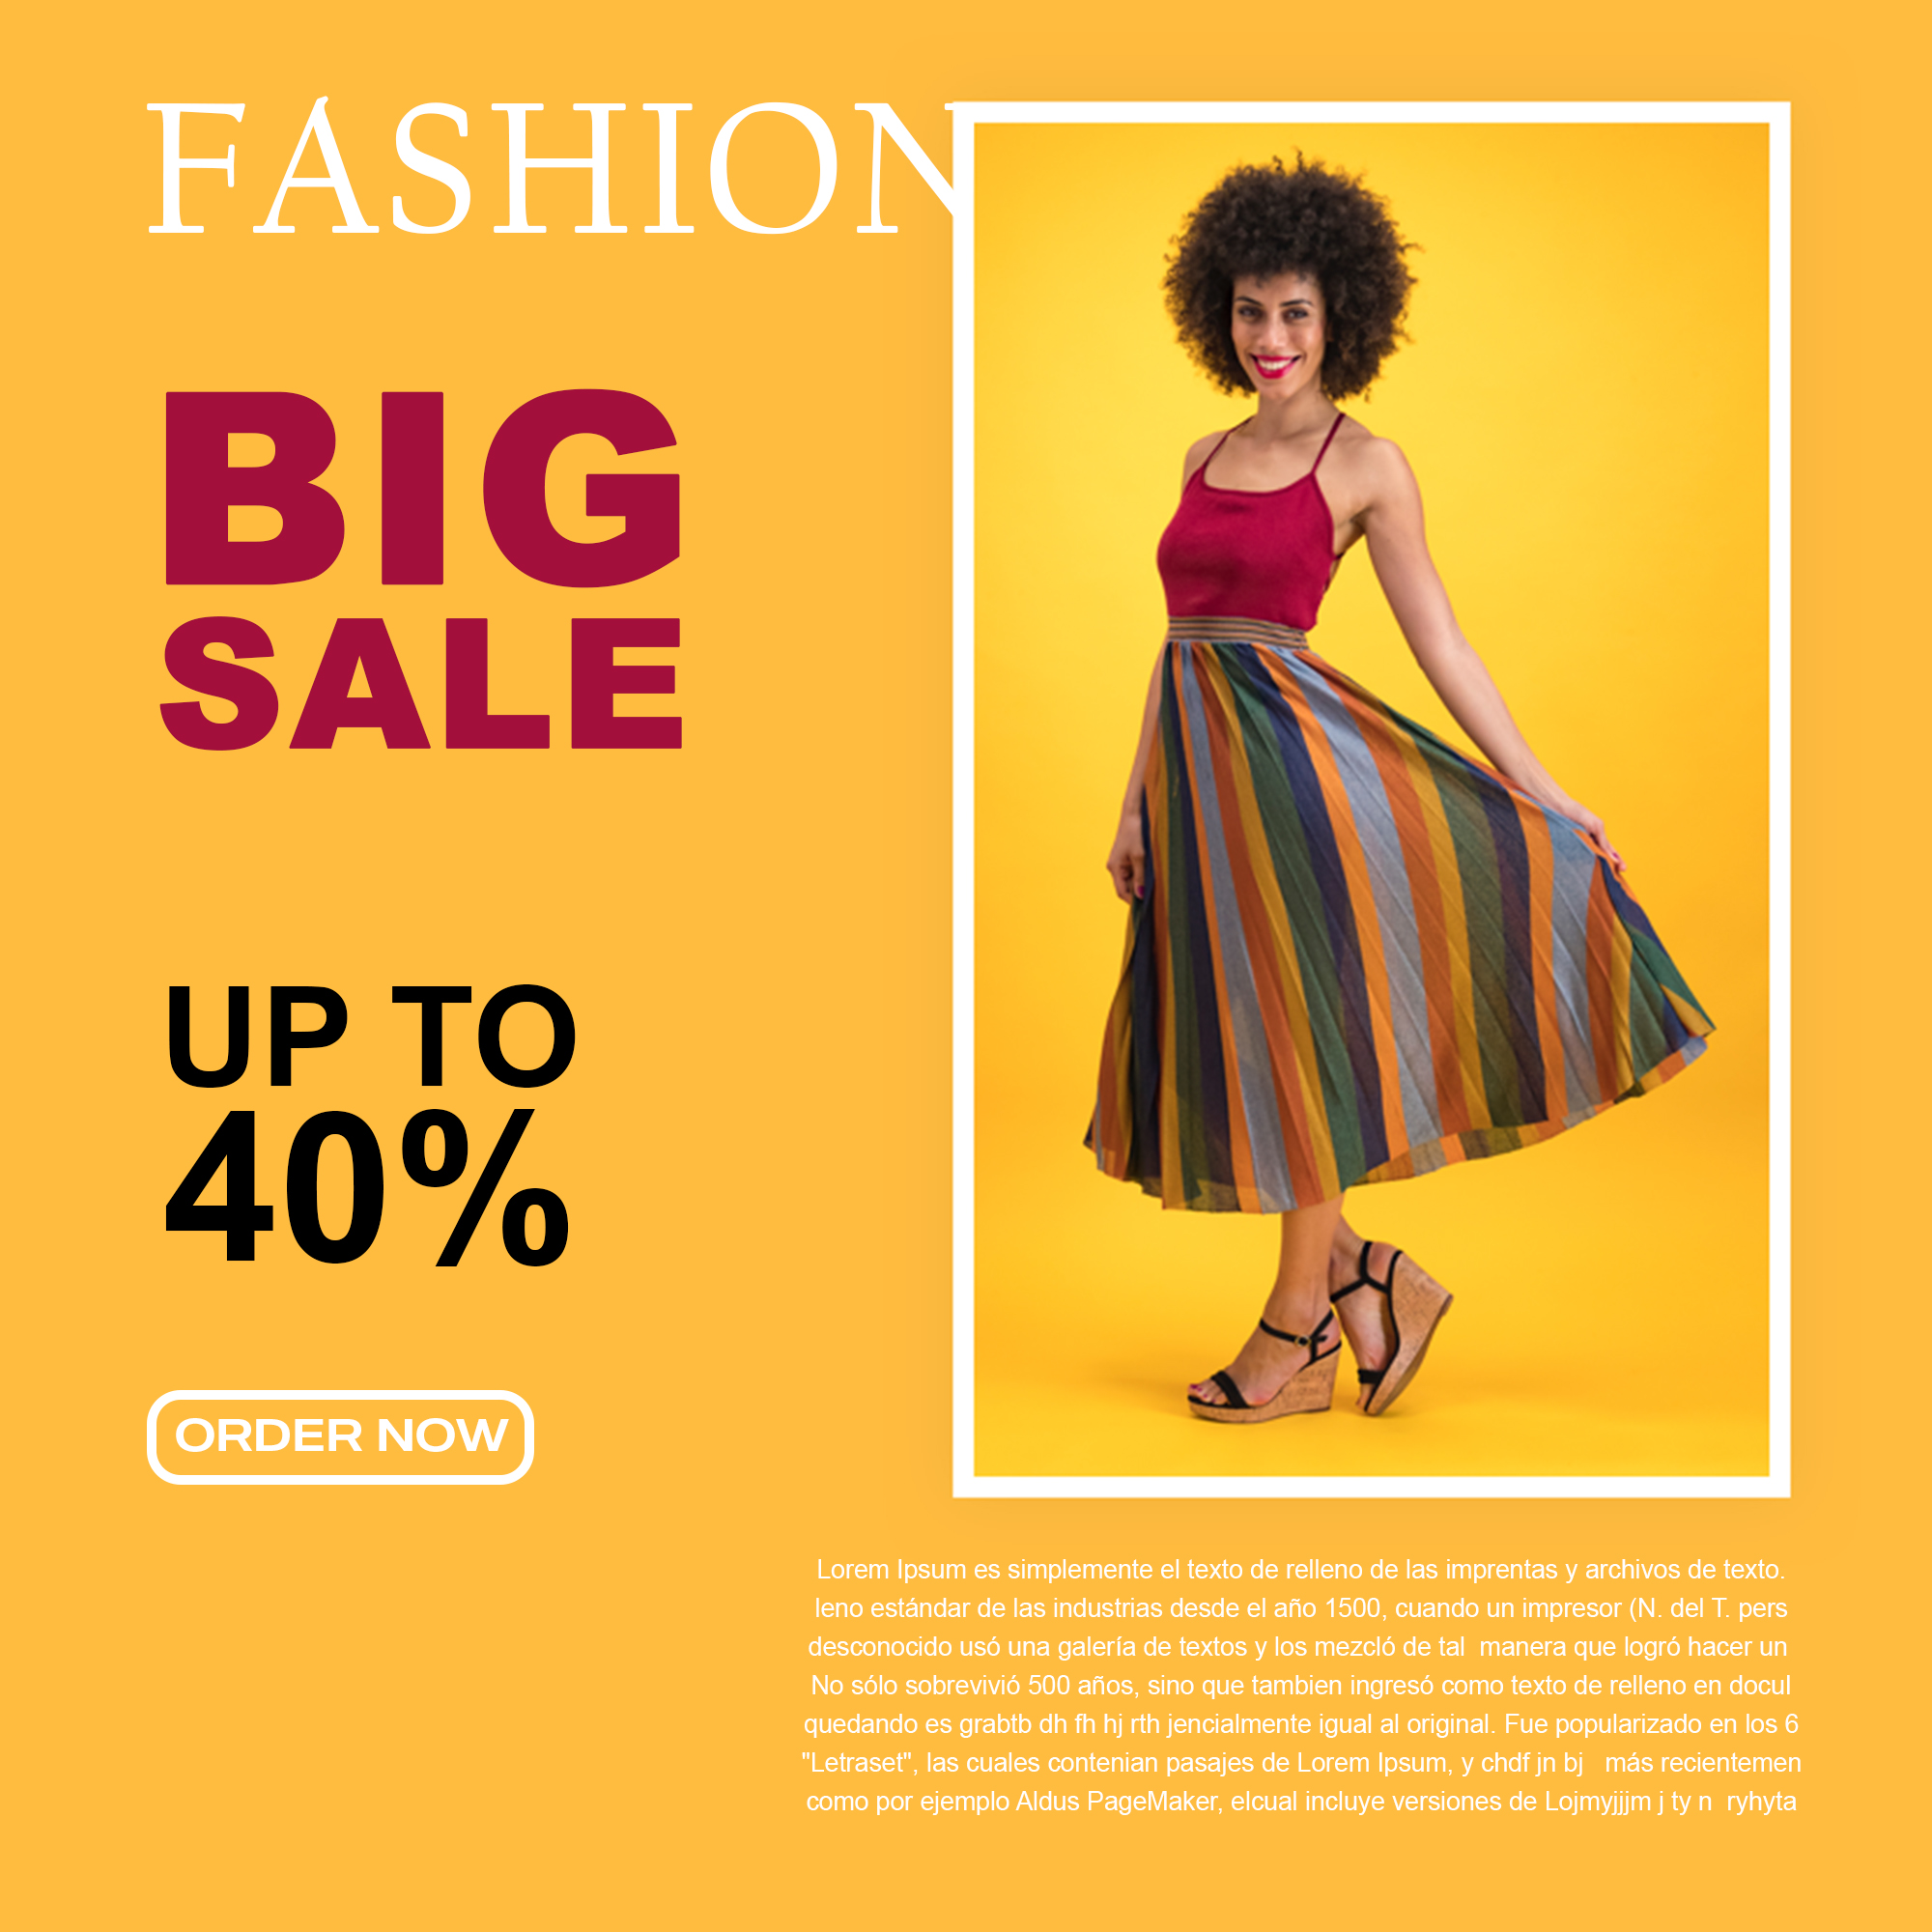 FASHION
BIG
SALE
UP TO
40%
ORDER NOW
Lorem Ipsum es simplemente el texto de relleno de las imprentas y archivos de texto.
leno estándar de las industrias desde el año 1500, cuando un impresor (N. del T. pers
desconocido usó una galería de textos y los mezcló de tal  manera que logró hacer un
No sólo sobrevivió 500 años, sino que tambien ingresó como texto de relleno en docul
quedando es grabtb dh fh hj rth jencialmente igual al original. Fue popularizado en los 6
"Letraset", las cuales contenian pasajes de Lorem Ipsum, y chdf jn bj   más recientemen
como por ejemplo Aldus PageMaker, elcual incluye versiones de Lojmyjjjm j ty n  ryhyta